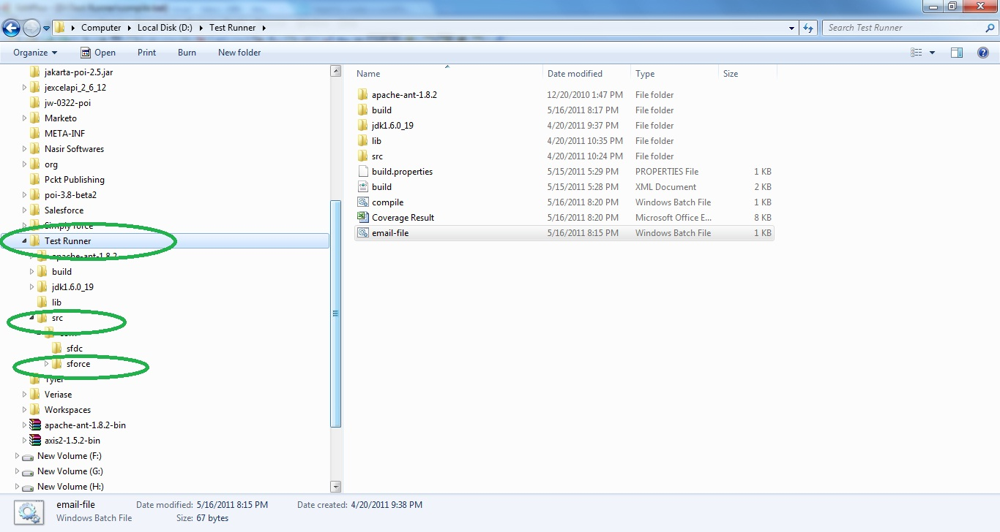 Computer Local Disk (D:) Test Runner Search Test Runner
Organize Open Print Burn New folder
jakarta-poi-2.5.jar
jexcelapi_2_6_12
jw-0322-poi
Marketo
META-INF
Nasir Softwares
org
Pckt Publishing
poi-3.8-beta2
Salesforce
Simply force
Test Runner
apache-ant-1.8.2
build
jdk1.6.0_19
lib
src
com
sfdc
sforce
Tyler
Veriase
Workspaces
apache-ant-1.8.2-bin
axis2-1.5.2-bin
New Volume (F:)
New Volume (G:)
New Volume (H:)
Name Date modified Type Size
apache-ant-1.8.2 12/20/2010 1:47 PM File folder
build 5/16/2011 8:17 PM File folder
jdk1.6.0_19 4/20/2011 9:37 PM File folder
lib 4/20/2011 10:35 PM File folder
src 4/20/2011 10:24 PM File folder
build.properties 5/15/2011 5:29 PM PROPERTIES File 1 KB
build 5/15/2011 5:28 PM XML Document 2 KB
compile 5/16/2011 8:20 PM Windows Batch File 1 KB
Coverage Result 5/16/2011 8:20 PM Microsoft Office E... 8 KB
email-file 5/16/2011 8:15 PM Windows Batch File 1 KB
email-file Date modified: 5/16/2011 8:15 PM Date created: 4/20/2011 9:38 PM
Windows Batch File Size: 67 bytes